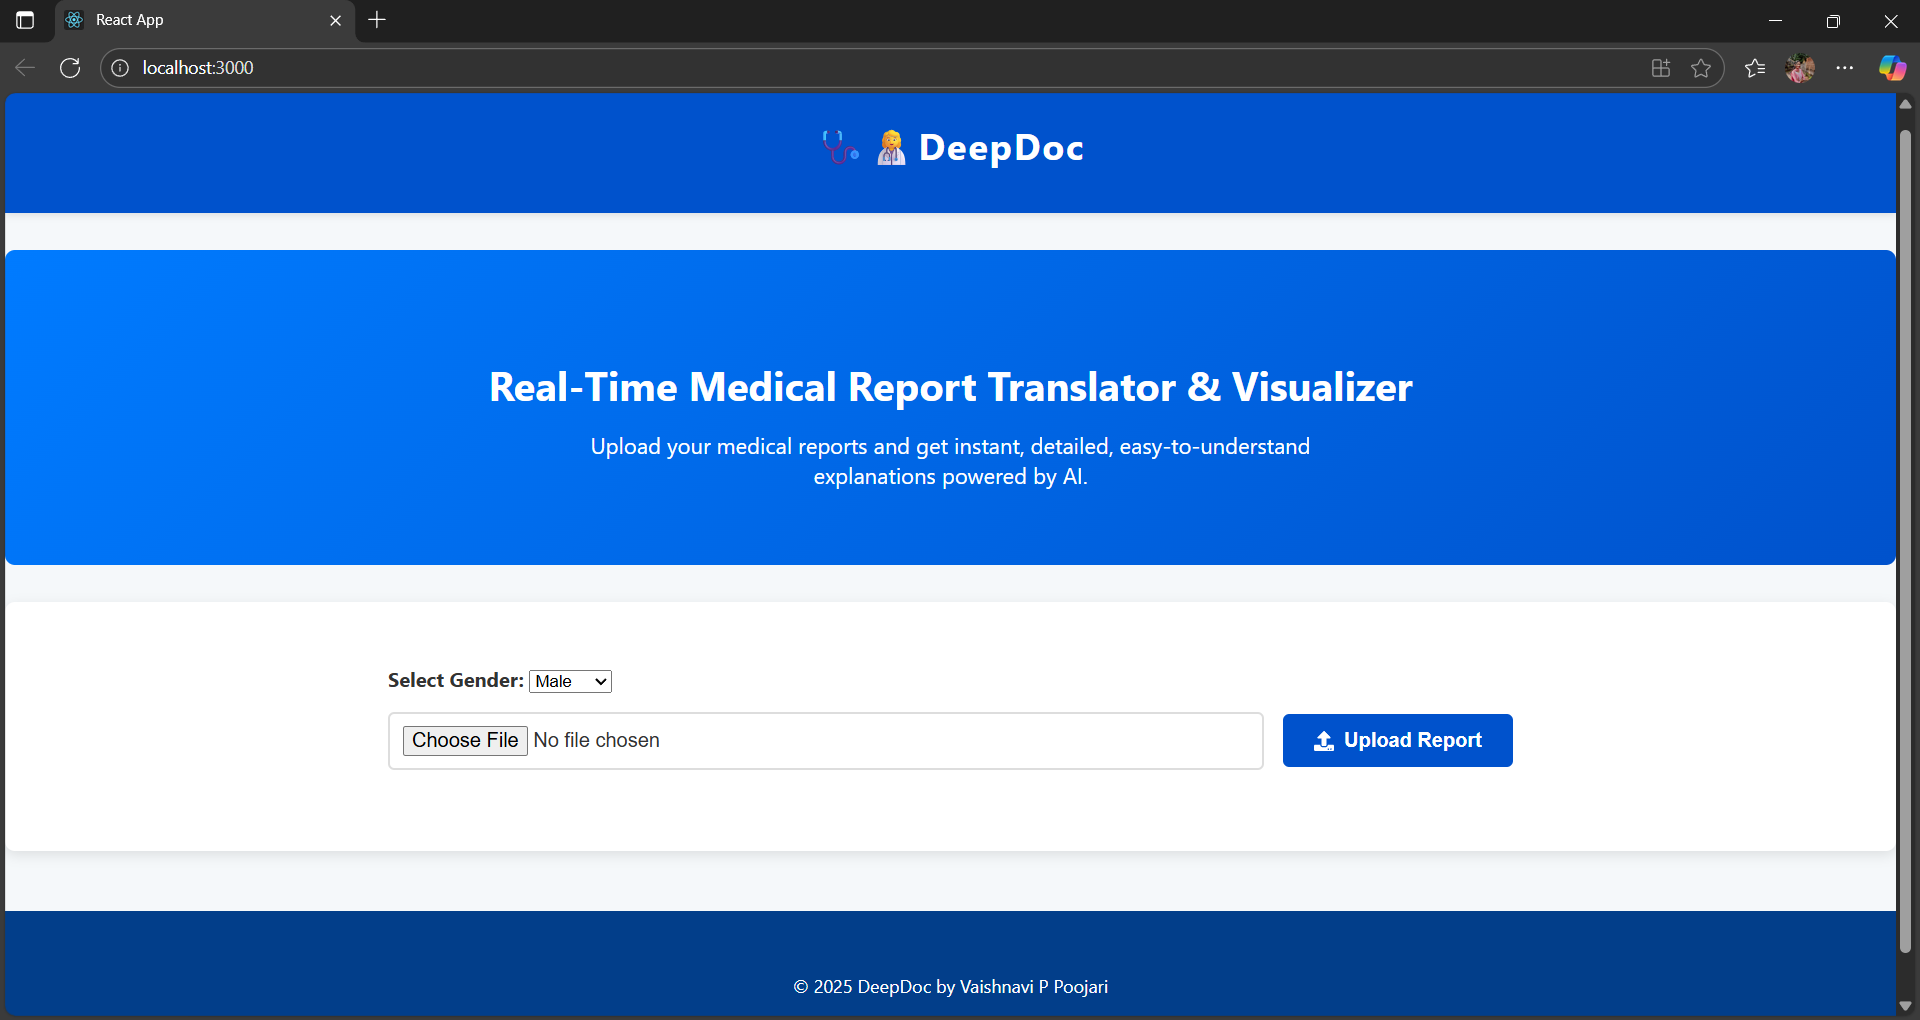 React App
localhost:3000
DeepDoc
Real-Time Medical Report Translator & Visualizer
Upload your medical reports and get instant, detailed, easy-to-understand
explanations powered by AI.
Select Gender: Male
Choose File No file chosen
Upload Report
© 2025 DeepDoc by Vaishnavi P Poojari